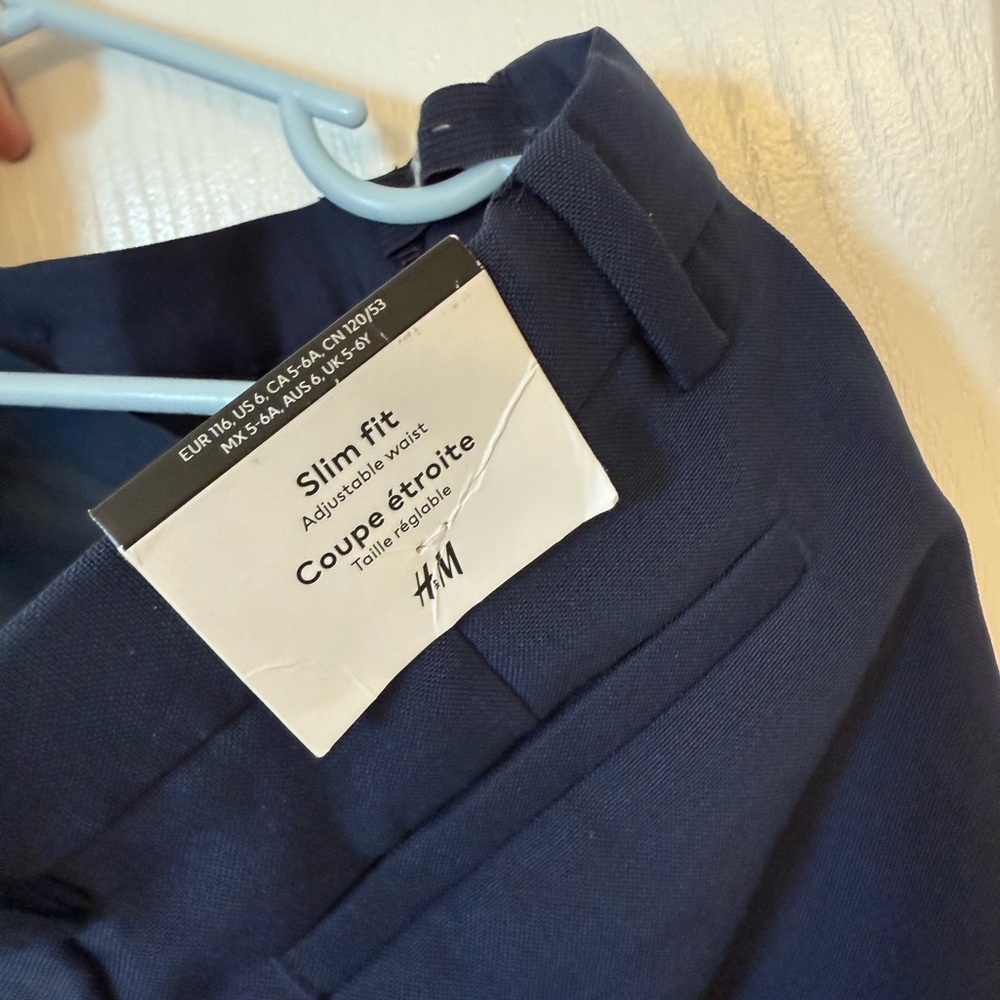 EUR 116, US 6, CA 5-6A, CN 120/53
MX 5-6A, AUS 6, UK 5-6Y
Slim fit
Adjustable waist
Coupe étroite
Taille réglable
H&M